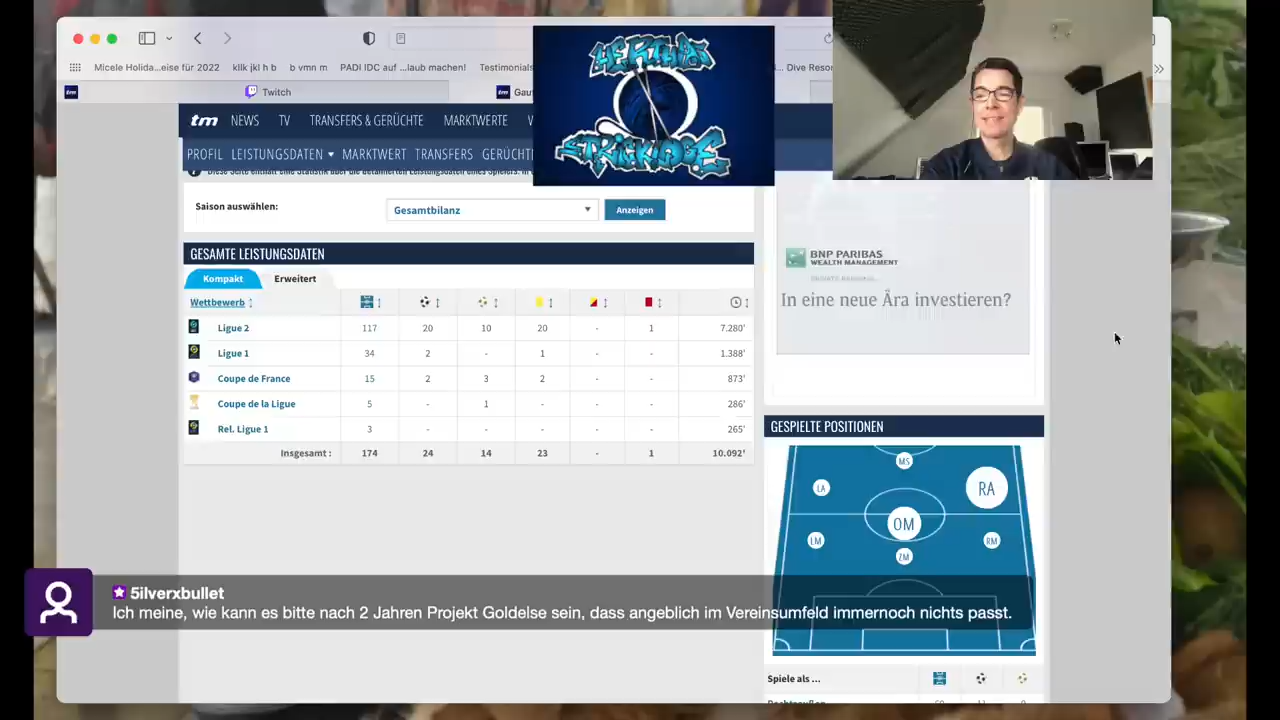 Micele Holida...eise für 2022 kllk jkl h b b vm n PADI IDC auf ...laub machen! Testimonials
Dive Resor
tm Twitch tm Gau
tm NEWS TV TRANSFERS & GERÜCHTE MARKTWERTE
PROFIL LEISTUNGSDATEN MARKTWERT TRANSFERS GERÜCHT
HERTHA
STRICKLIGE
Saison auswählen: Gesamtbilanz Anzeigen
GESAMTE LEISTUNGSDATEN
Kompakt Erweitert
Wettbewerb
Ligue 2 117 20 10 20 - 1 7.280'
Ligue 1 34 2 - 1 - - 1.388'
Coupe de France 15 2 3 2 - - 873'
Coupe de la Ligue 5 - 1 - - - 286'
Rel. Ligue 1 3 - - - - - 265'
Insgesamt : 174 24 14 23 - 1 10.092'
BNP PARIBAS
WEALTH MANAGEMENT
In eine neue Ära investieren?
GESPIELTE POSITIONEN
MS
LA RA
OM
LM RM
ZM
5ilverxbullet
Ich meine, wie kann es bitte nach 2 Jahren Projekt Goldelse sein, dass angeblich im Vereinsumfeld immernoch nichts passt.
Spiele als ...